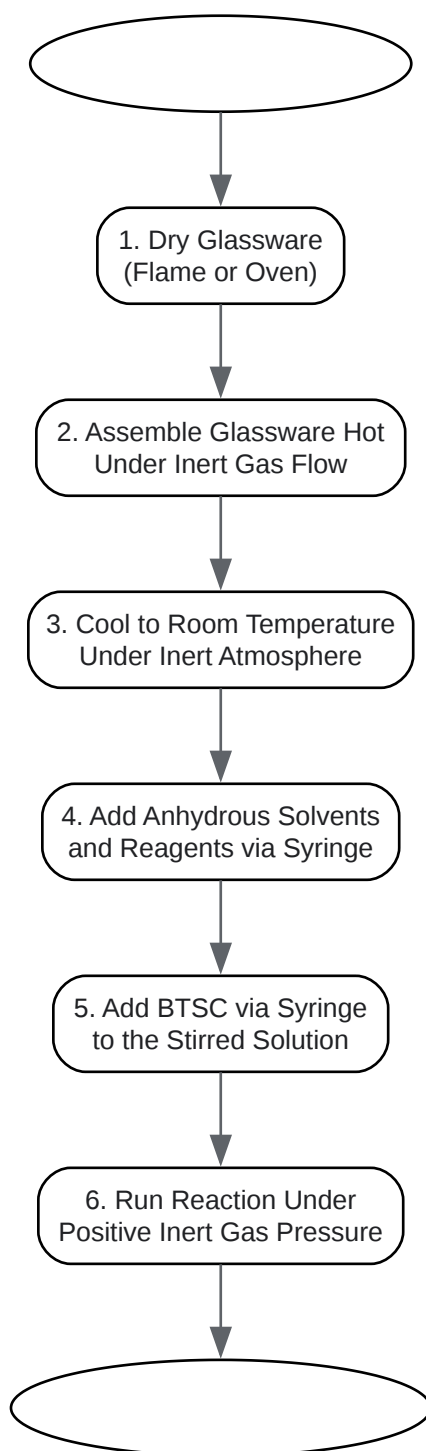 1. Dry Glassware
(Flame or Oven)
2. Assemble Glassware Hot
Under Inert Gas Flow
3. Cool to Room Temperature
Under Inert Atmosphere
4. Add Anhydrous Solvents
and Reagents via Syringe
5. Add BTSC via Syringe
to the Stirred Solution
6. Run Reaction Under
Positive Inert Gas Pressure